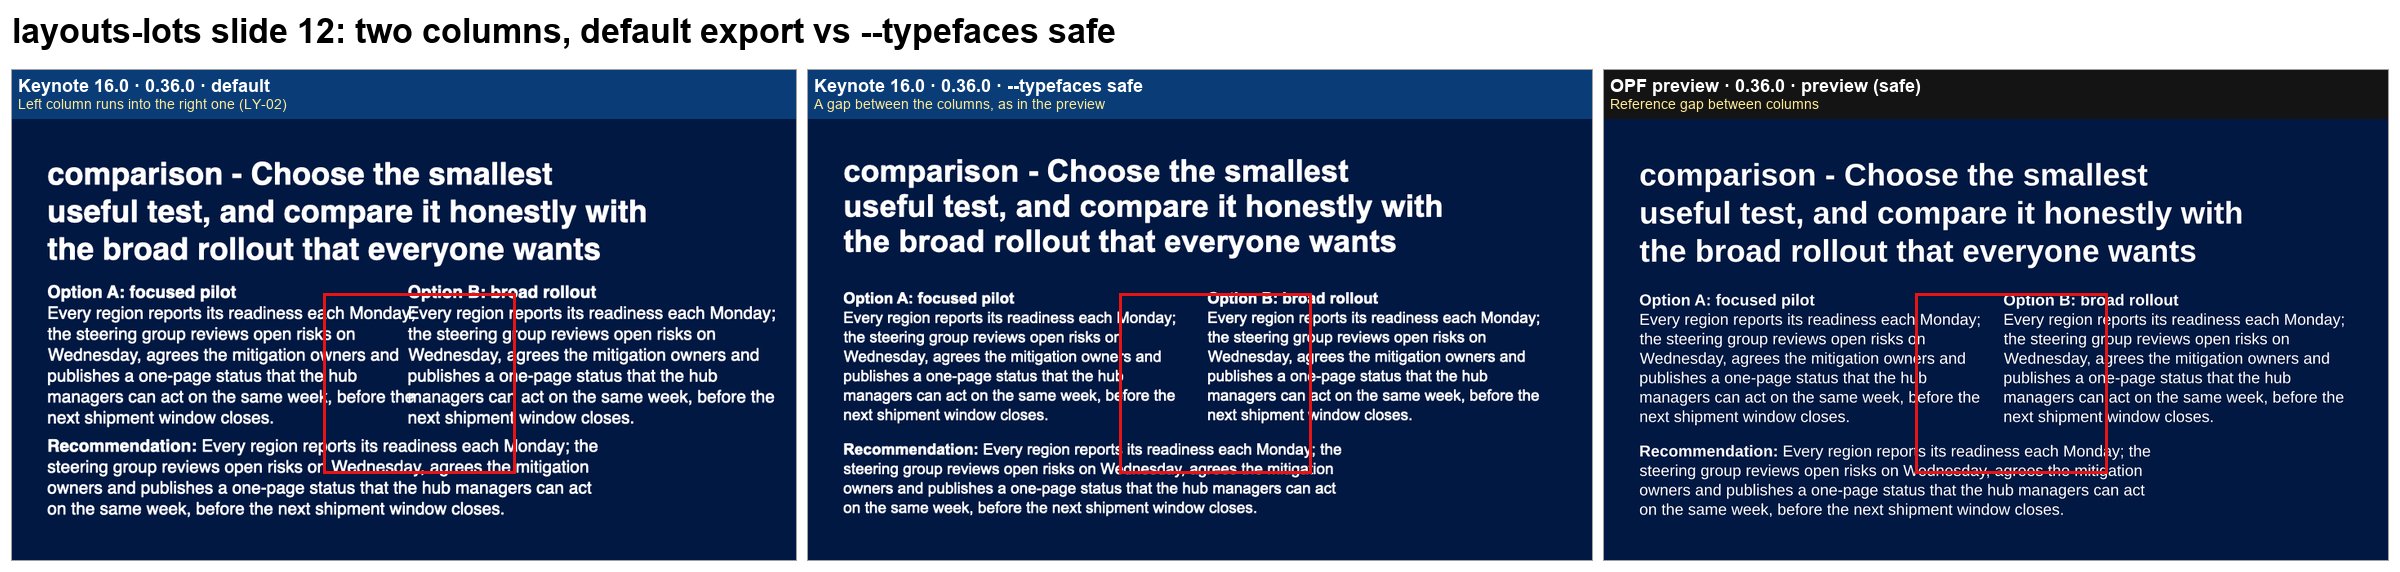 layouts-lots slide 12: two columns, default export vs --typefaces safe
Keynote 16.0 · 0.36.0 · default
Left column runs into the right one (LY-02)
comparison - Choose the smallest
useful test, and compare it honestly with
the broad rollout that everyone wants
Option A: focused pilot
Every region reports its readiness each Monday;
the steering group reviews open risks on
Wednesday, agrees the mitigation owners and
publishes a one-page status that the hub
managers can act on the same week, before the
next shipment window closes.
Option B: broad rollout
Every region reports its readiness each Monday;
the steering group reviews open risks on
Wednesday, agrees the mitigation owners and
publishes a one-page status that the hub
managers can act on the same week, before the
next shipment window closes.
Recommendation: Every region reports its readiness each Monday; the
steering group reviews open risks on Wednesday, agrees the mitigation
owners and publishes a one-page status that the hub managers can act
on the same week, before the next shipment window closes.
Keynote 16.0 · 0.36.0 · --typefaces safe
A gap between the columns, as in the preview
comparison - Choose the smallest
useful test, and compare it honestly with
the broad rollout that everyone wants
Option A: focused pilot
Every region reports its readiness each Monday;
the steering group reviews open risks on
Wednesday, agrees the mitigation owners and
publishes a one-page status that the hub
managers can act on the same week, before the
next shipment window closes.
Option B: broad rollout
Every region reports its readiness each Monday;
the steering group reviews open risks on
Wednesday, agrees the mitigation owners and
publishes a one-page status that the hub
managers can act on the same week, before the
next shipment window closes.
Recommendation: Every region reports its readiness each Monday; the
steering group reviews open risks on Wednesday, agrees the mitigation
owners and publishes a one-page status that the hub managers can act
on the same week, before the next shipment window closes.
OPF preview · 0.36.0 · preview (safe)
Reference gap between columns
comparison - Choose the smallest
useful test, and compare it honestly with
the broad rollout that everyone wants
Option A: focused pilot
Every region reports its readiness each Monday;
the steering group reviews open risks on
Wednesday, agrees the mitigation owners and
publishes a one-page status that the hub
managers can act on the same week, before the
next shipment window closes.
Option B: broad rollout
Every region reports its readiness each Monday;
the steering group reviews open risks on
Wednesday, agrees the mitigation owners and
publishes a one-page status that the hub
managers can act on the same week, before the
next shipment window closes.
Recommendation: Every region reports its readiness each Monday; the
steering group reviews open risks on Wednesday, agrees the mitigation
owners and publishes a one-page status that the hub managers can act
on the same week, before the next shipment window closes.